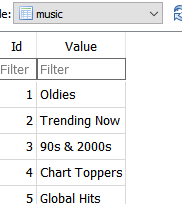 le: music
Id Value
Filter Filter
1 Oldies
2 Trending Now
3 90s & 2000s
4 Chart Toppers
5 Global Hits